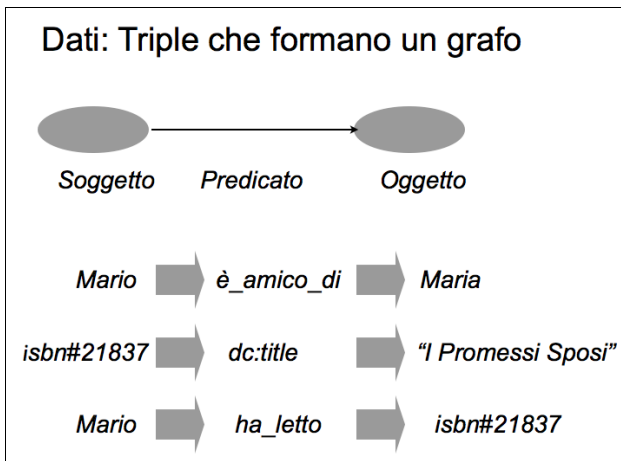 Dati: Triple che formano un grafo
Soggetto Predicato Oggetto
Mario è_amico_di Maria
isbn#21837 dc:title “I Promessi Sposi”
Mario ha_letto isbn#21837